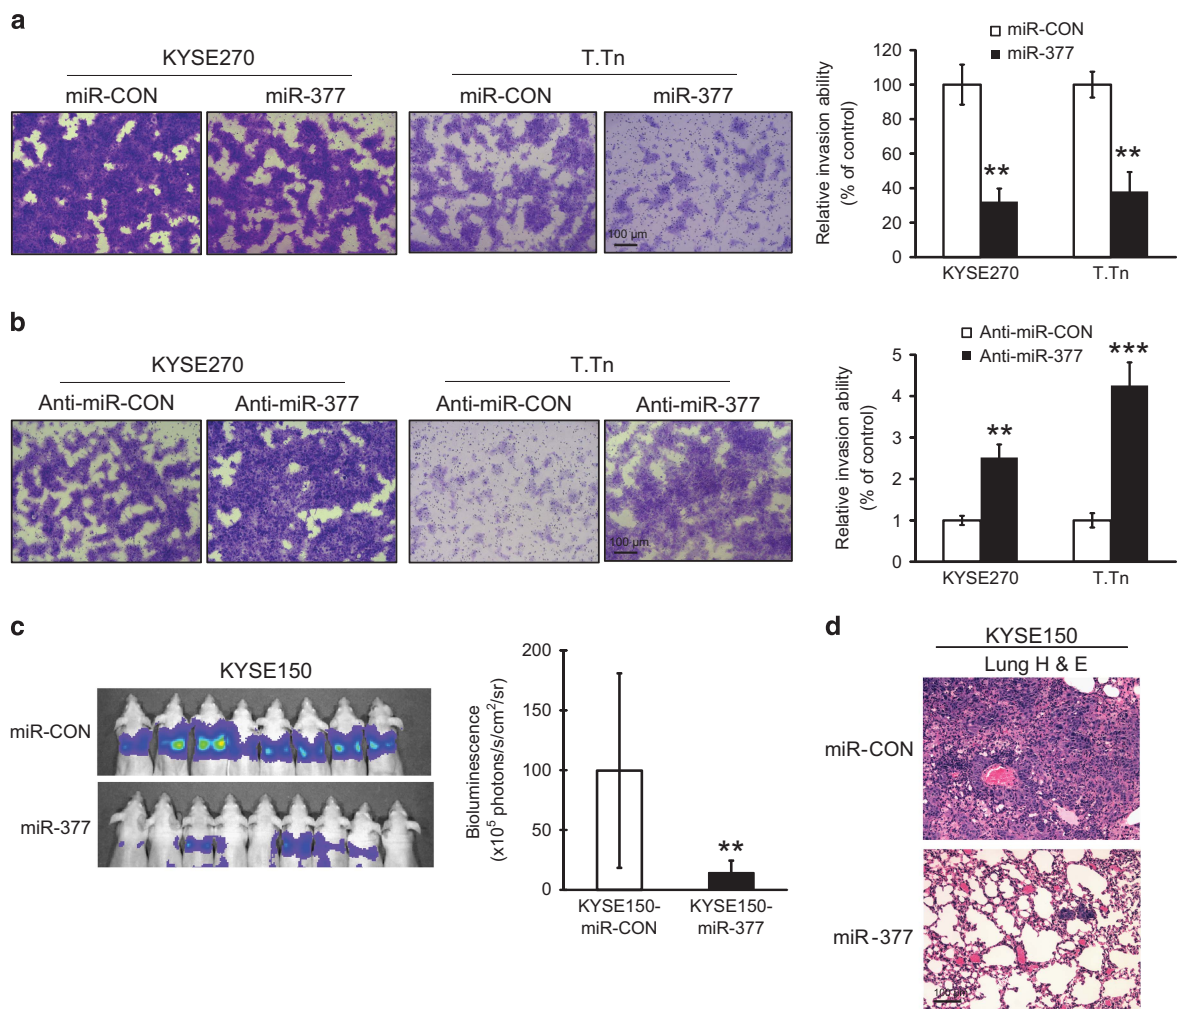 a
KYSE270
T.Tn
miR-CON
miR-377
miR-CON
miR-377
100 µm
miR-CON
miR-377
Relative invasion ability
(% of control)
120
100
80
60
40
20
0
**
**
KYSE270
T.Tn
b
KYSE270
T.Tn
Anti-miR-CON
Anti-miR-377
Anti-miR-CON
Anti-miR-377
100 µm
Anti-miR-CON
Anti-miR-377
Relative invasion ability
(% of control)
5
4
3
2
1
0
**
***
KYSE270
T.Tn
c
KYSE150
miR-CON
miR-377
Bioluminescence
(x10⁵ photons/s/cm²/sr)
200
150
100
50
0
**
KYSE150-
miR-CON
KYSE150-
miR-377
d
KYSE150
Lung H & E
miR-CON
miR-377
100 µm